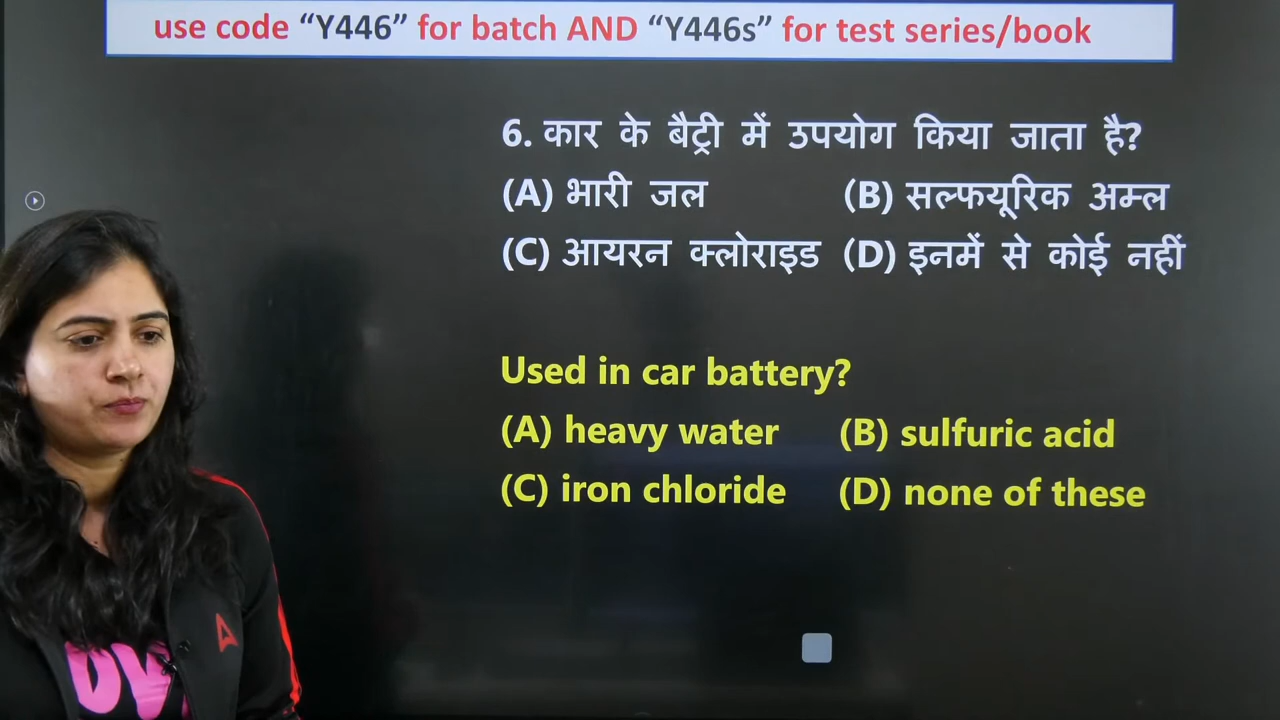 use code “Y446” for batch AND “Y446s” for test series/book
6. कार के बैट्री में उपयोग किया जाता है?
(A) भारी जल (B) सल्फयूरिक अम्ल
(C) आयरन क्लोराइड (D) इनमें से कोई नहीं
Used in car battery?
(A) heavy water (B) sulfuric acid
(C) iron chloride (D) none of these